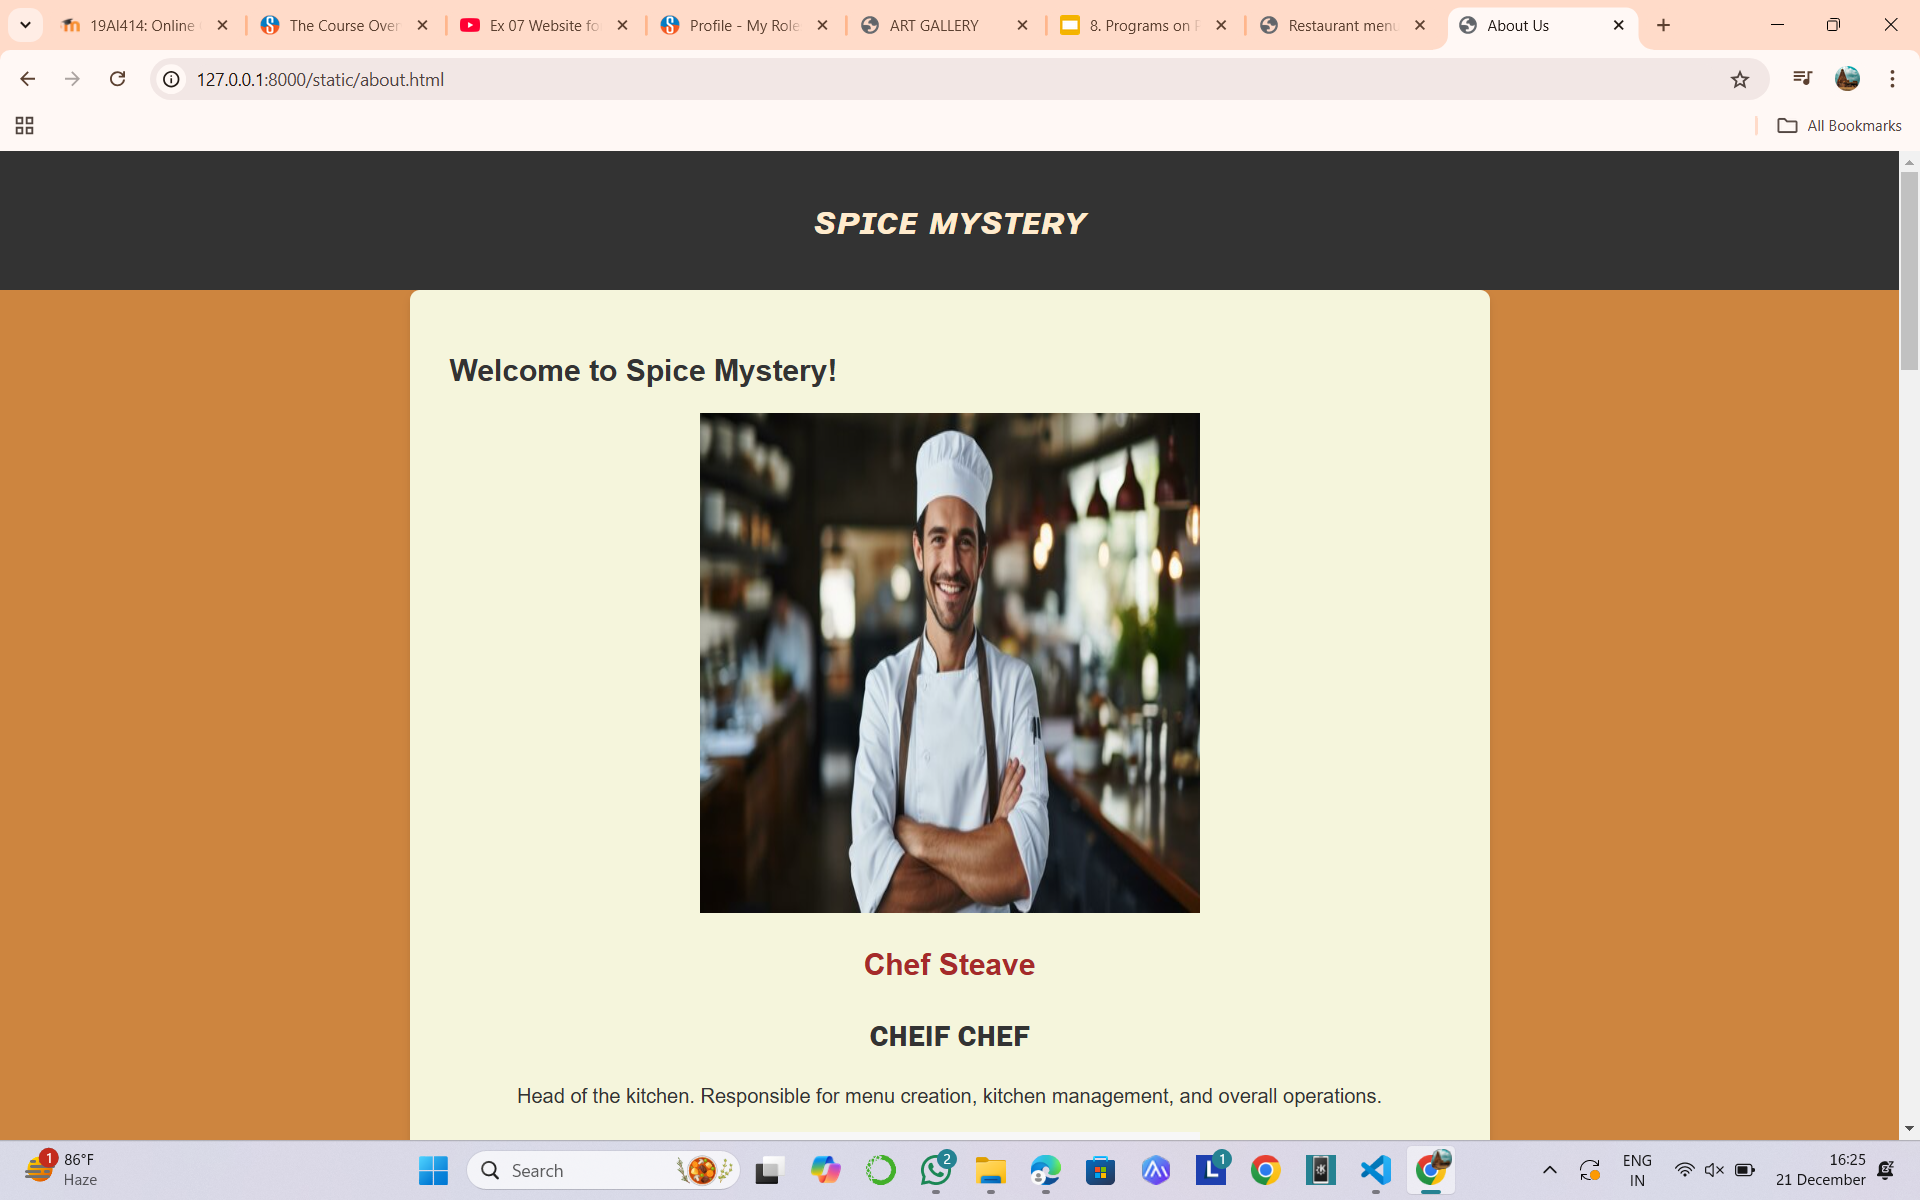 19AI414: Online
The Course Over
Ex 07 Website fo
Profile - My Role
ART GALLERY
8. Programs on
Restaurant menu
About Us
127.0.0.1:8000/static/about.html
All Bookmarks
SPICE MYSTERY
Welcome to Spice Mystery!
Chef Steave
CHEIF CHEF
Head of the kitchen. Responsible for menu creation, kitchen management, and overall operations.
1
86°F
Haze
Search
2
L
1
K
ENG
IN
16:25
21 December